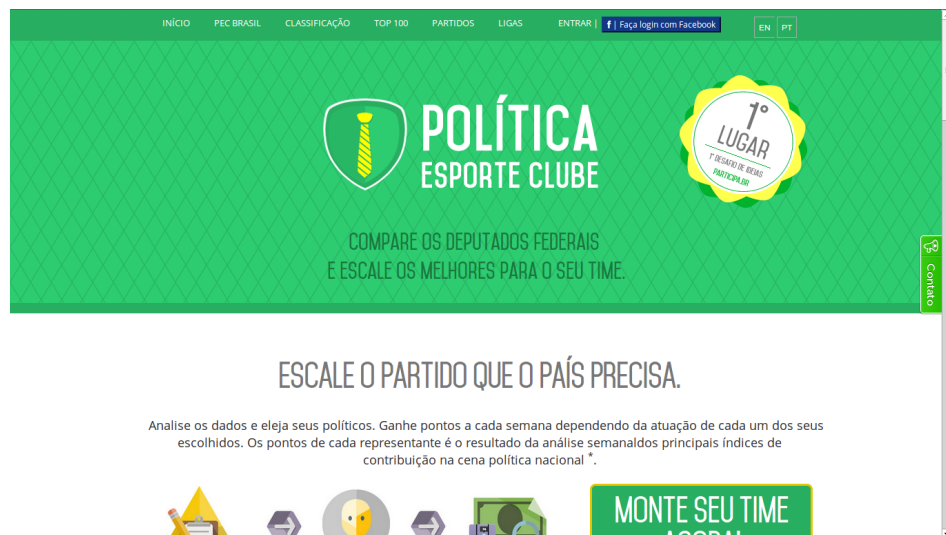 INÍCIO PEC BRASIL CLASSIFICAÇÃO TOP 100 PARTIDOS LIGAS ENTRAR | f | Faça login com Facebook EN PT
POLÍTICA
ESPORTE CLUBE
1º
LUGAR
1º DESAFIO DE IDEIAS
PARTICIPA.BR
COMPARE OS DEPUTADOS FEDERAIS
E ESCALE OS MELHORES PARA O SEU TIME.
Contato
ESCALE O PARTIDO QUE O PAÍS PRECISA.
Analise os dados e eleja seus políticos. Ganhe pontos a cada semana dependendo da atuação de cada um dos seus
escolhidos. Os pontos de cada representante é o resultado da análise semanaldos principais índices de
contribuição na cena política nacional *.
MONTE SEU TIME
AGORA!